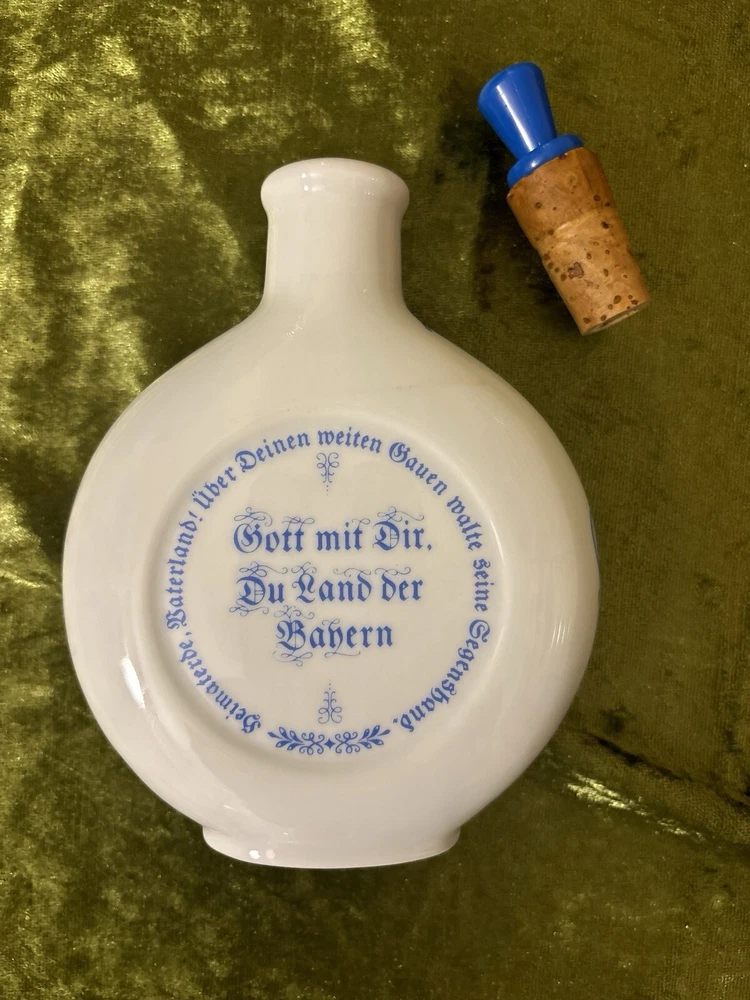 Gott mit Dir,
Du Land der
Bayern
Heimaterde, Vaterland! Über Deinen weiten Gauen walte seine Segenshand.